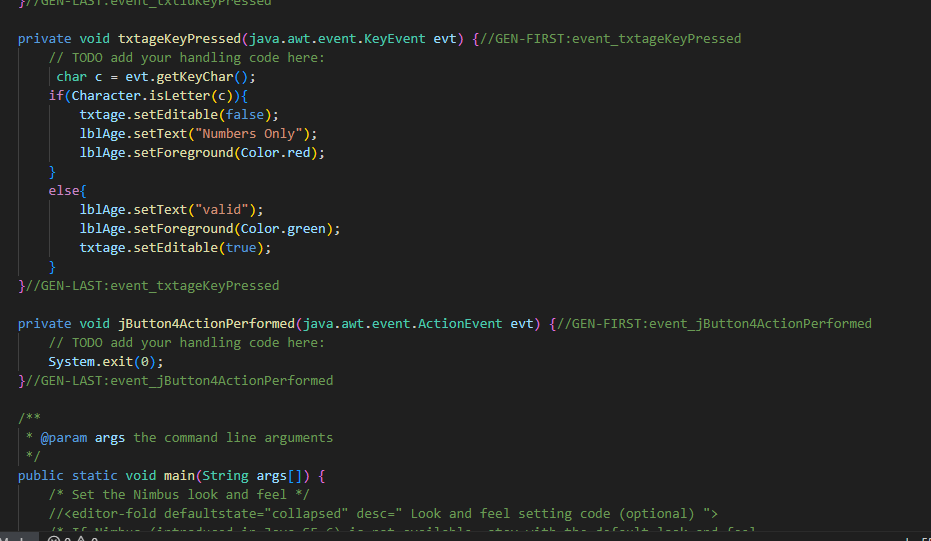 }//GEN-LAST:event_txtidKeyPressed
private void txtageKeyPressed(java.awt.event.KeyEvent evt) {//GEN-FIRST:event_txtageKeyPressed
// TODO add your handling code here:
char c = evt.getKeyChar();
if(Character.isLetter(c)){
txtage.setEditable(false);
lblAge.setText("Numbers Only");
lblAge.setForeground(Color.red);
}
else{
lblAge.setText("valid");
lblAge.setForeground(Color.green);
txtage.setEditable(true);
}
}//GEN-LAST:event_txtageKeyPressed
private void jButton4ActionPerformed(java.awt.event.ActionEvent evt) {//GEN-FIRST:event_jButton4ActionPerformed
// TODO add your handling code here:
System.exit(0);
}//GEN-LAST:event_jButton4ActionPerformed
/**
* @param args the command line arguments
*/
public static void main(String args[]) {
/* Set the Nimbus look and feel */
//<editor-fold defaultstate="collapsed" desc=" Look and feel setting code (optional) ">
/* If Nimbus (introduced in Java SE 6) is not available, stay with the default look and feel.